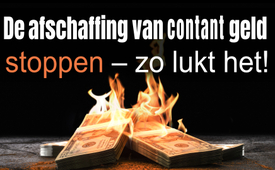 De afschaffing van contant geld
stoppen – zo lukt het!